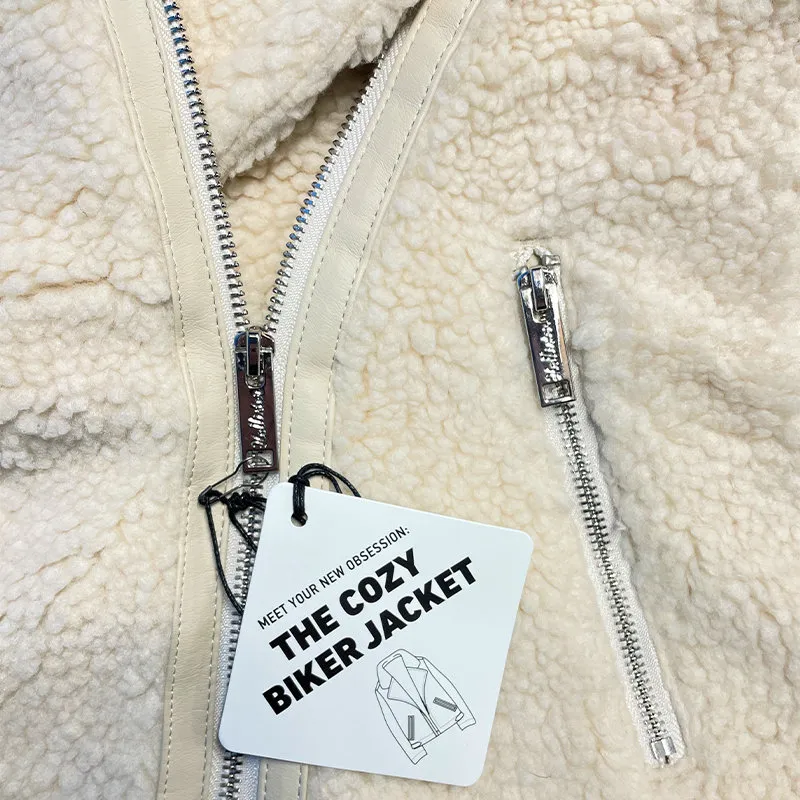 MEET YOUR NEW OBSESSION:
THE COZY
BIKER JACKET